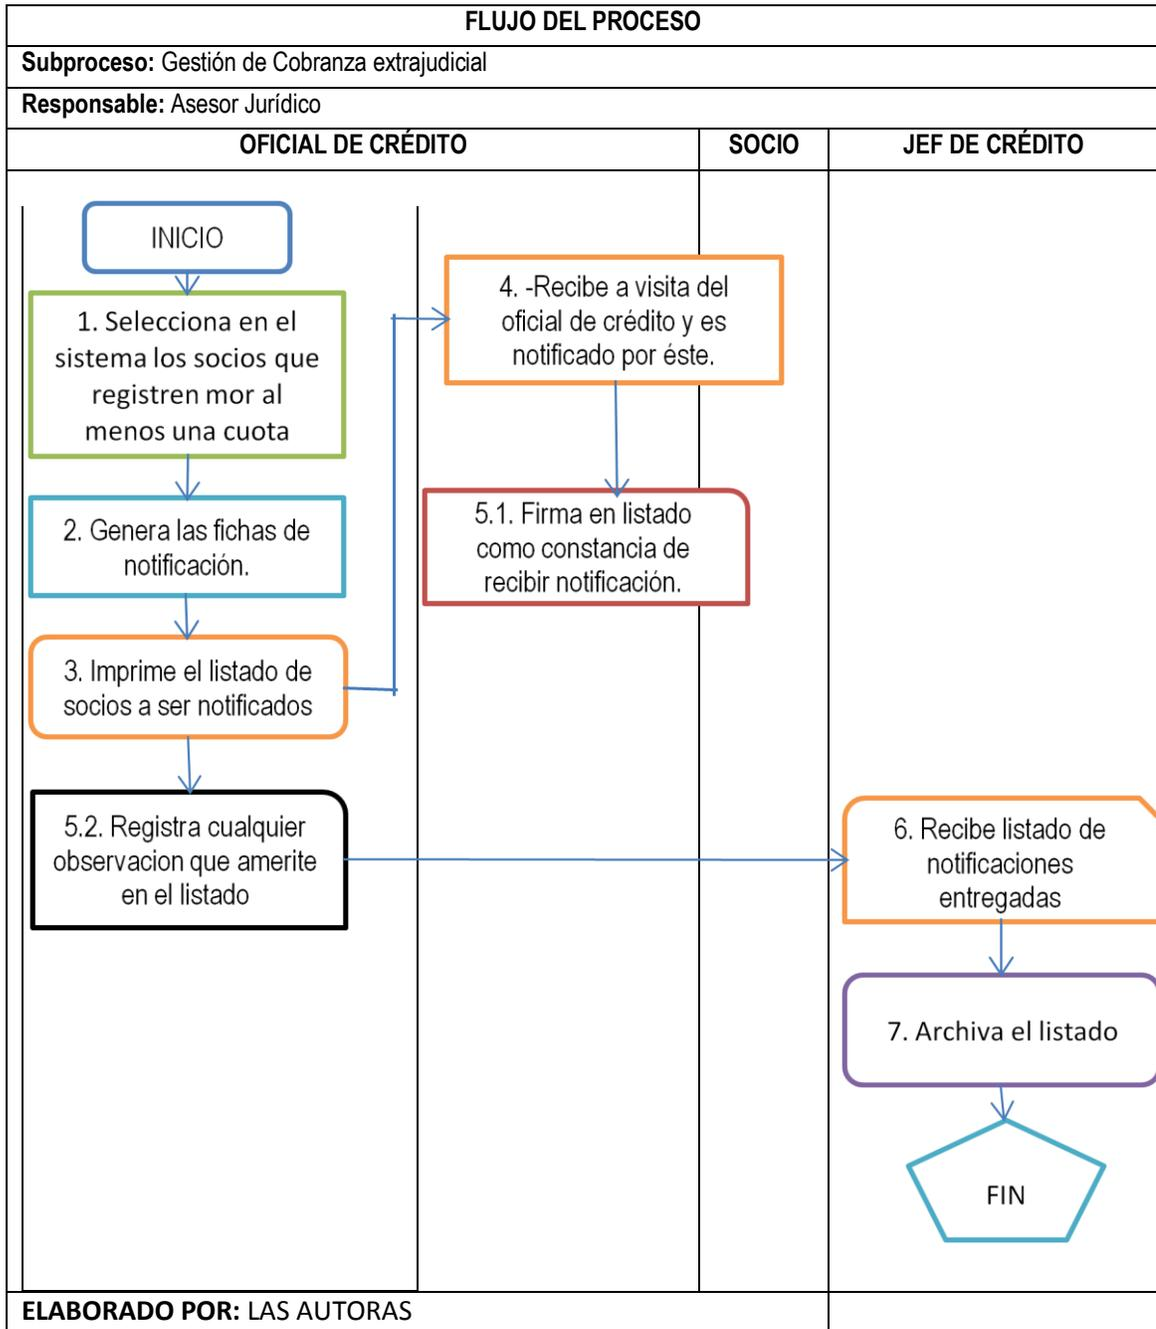 FLUJO DEL PROCESO
Subproceso: Gestión de Cobranza extrajudicial
Responsable: Asesor Jurídico
OFICIAL DE CRÉDITO
SOCIO
JEF DE CRÉDITO
INICIO
1. Selecciona en el
sistema los socios que
registren mor al
menos una cuota
2. Genera las fichas de
notificación.
3. Imprime el listado de
socios a ser notificados
4. -Recibe a visita del
oficial de crédito y es
notificado por éste.
5.1. Firma en listado
como constancia de
recibir notificación.
5.2. Registra cualquier
observacion que amerite
en el listado
6. Recibe listado de
notificaciones
entregadas
7. Archiva el listado
FIN
ELABORADO POR: LAS AUTORAS